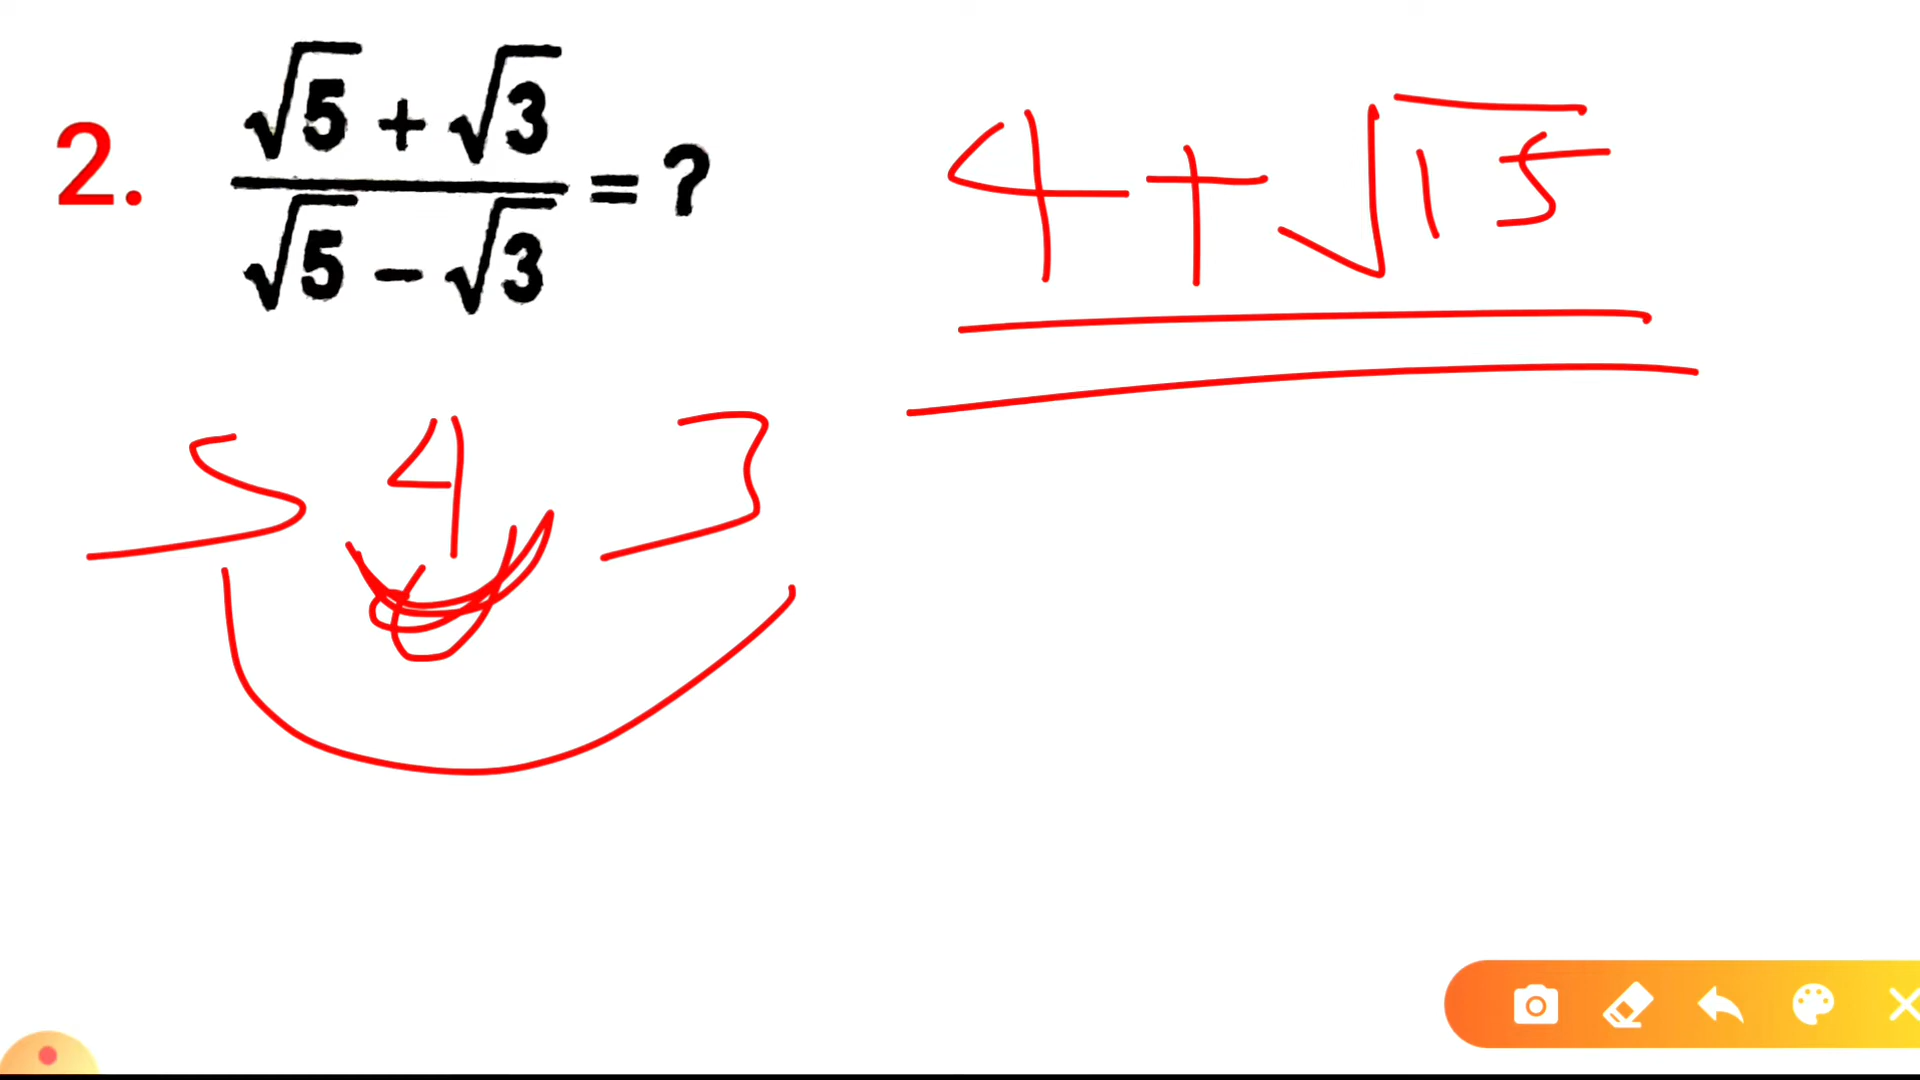 2. (√5 + √3)/(√5 − √3) = ?
4 + √15
5 4 3